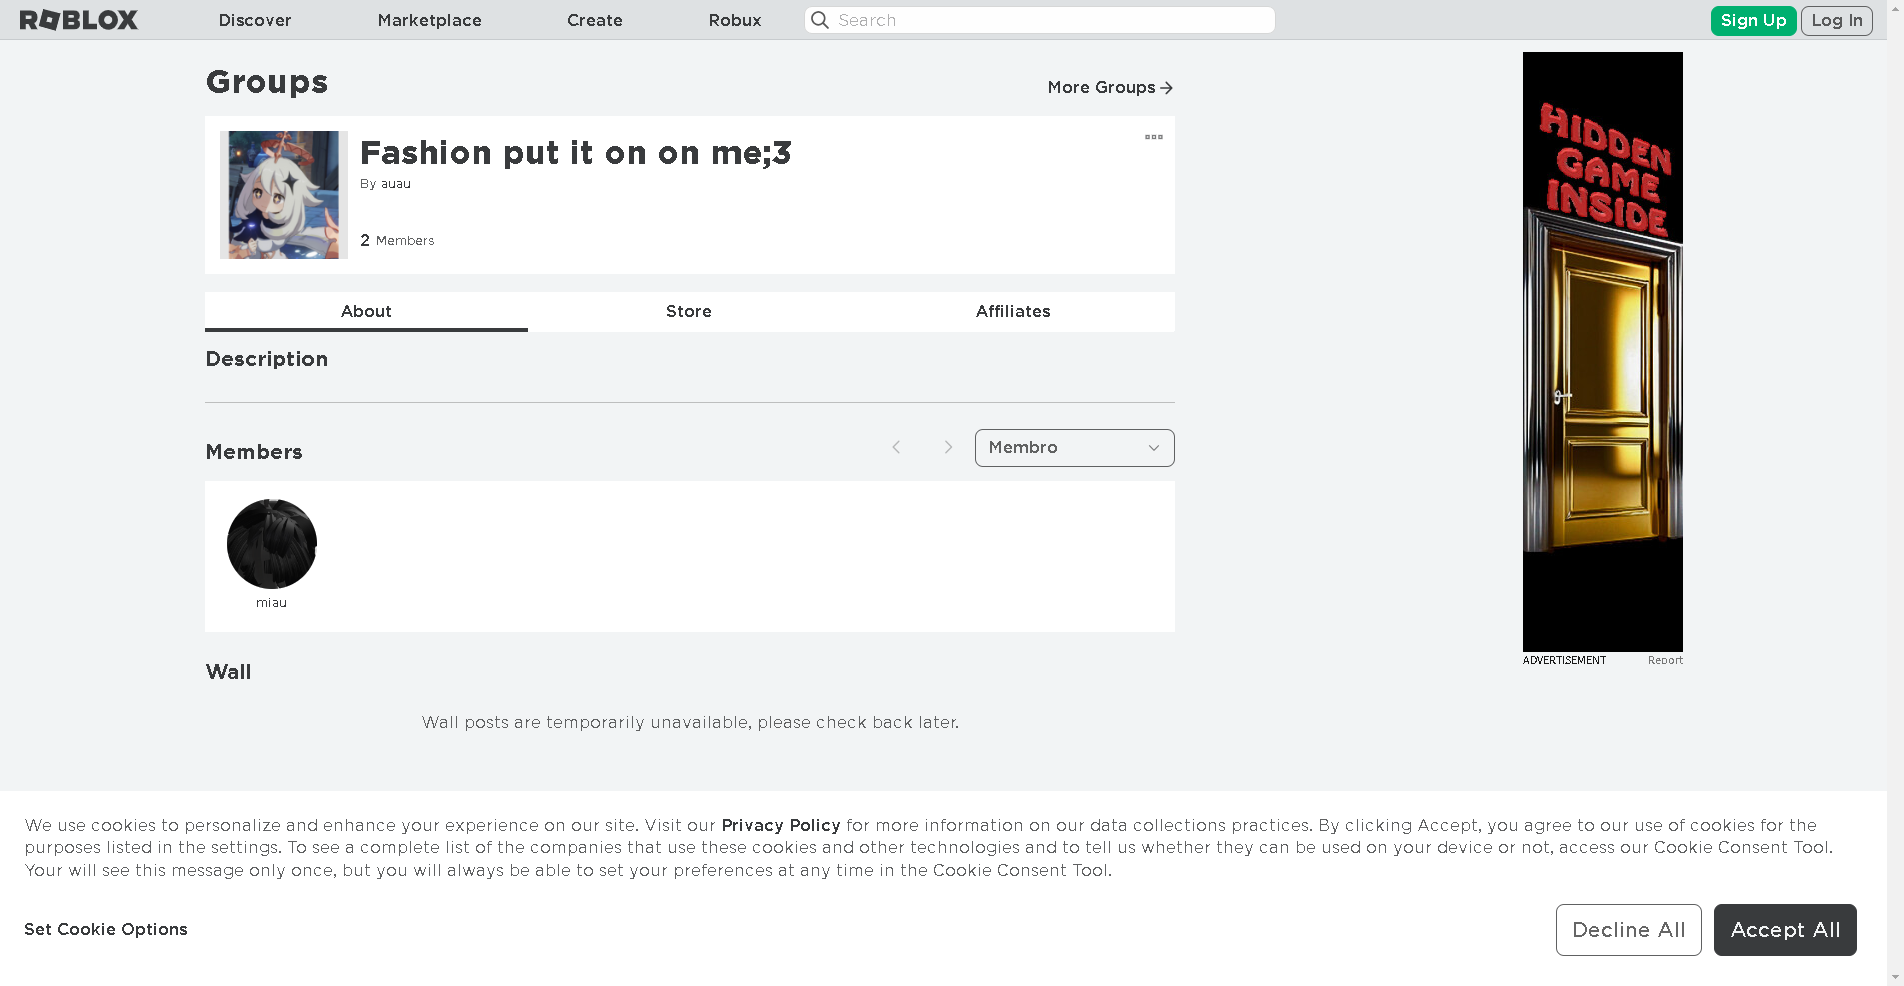 ROBLOX
Discover
Marketplace
Create
Robux
Search
Sign Up
Log In
Groups
More Groups
Fashion put it on on me;3
By auau
2 Members
HIDDEN
GAME
INSIDE
About
Store
Affiliates
Description
Members
Membro
miau
ADVERTISEMENT
Report
Wall
Wall posts are temporarily unavailable, please check back later.
We use cookies to personalize and enhance your experience on our site. Visit our Privacy Policy for more information on our data collections practices. By clicking Accept, you agree to our use of cookies for the
purposes listed in the settings. To see a complete list of the companies that use these cookies and other technologies and to tell us whether they can be used on your device or not, access our Cookie Consent Tool.
Your will see this message only once, but you will always be able to set your preferences at any time in the Cookie Consent Tool.
Set Cookie Options
Decline All
Accept All